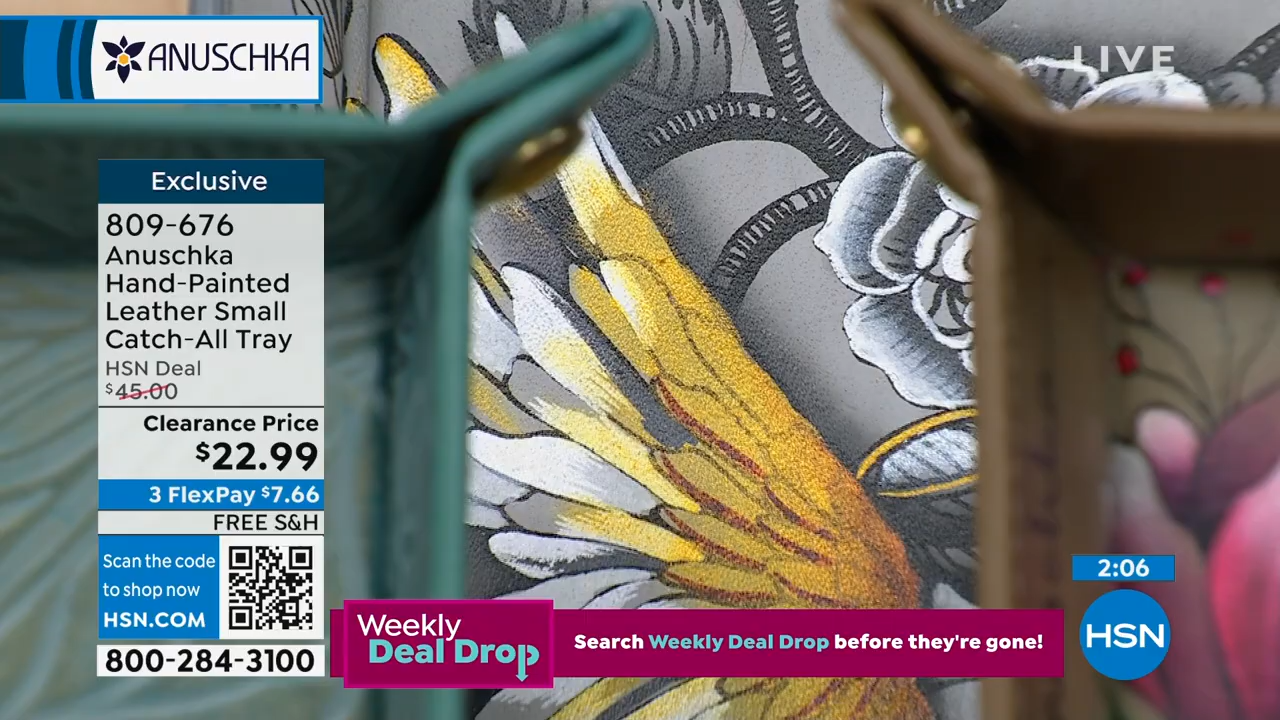 ANUSCHKA
LIVE
Exclusive
809-676
Anuschka
Hand-Painted
Leather Small
Catch-All Tray
HSN Deal
$45.00
Clearance Price
$22.99
3 FlexPay $7.66
FREE S&H
Scan the code
to shop now
HSN.COM
800-284-3100
Weekly
Deal Drop
Search Weekly Deal Drop before they're gone!
2:06
HSN